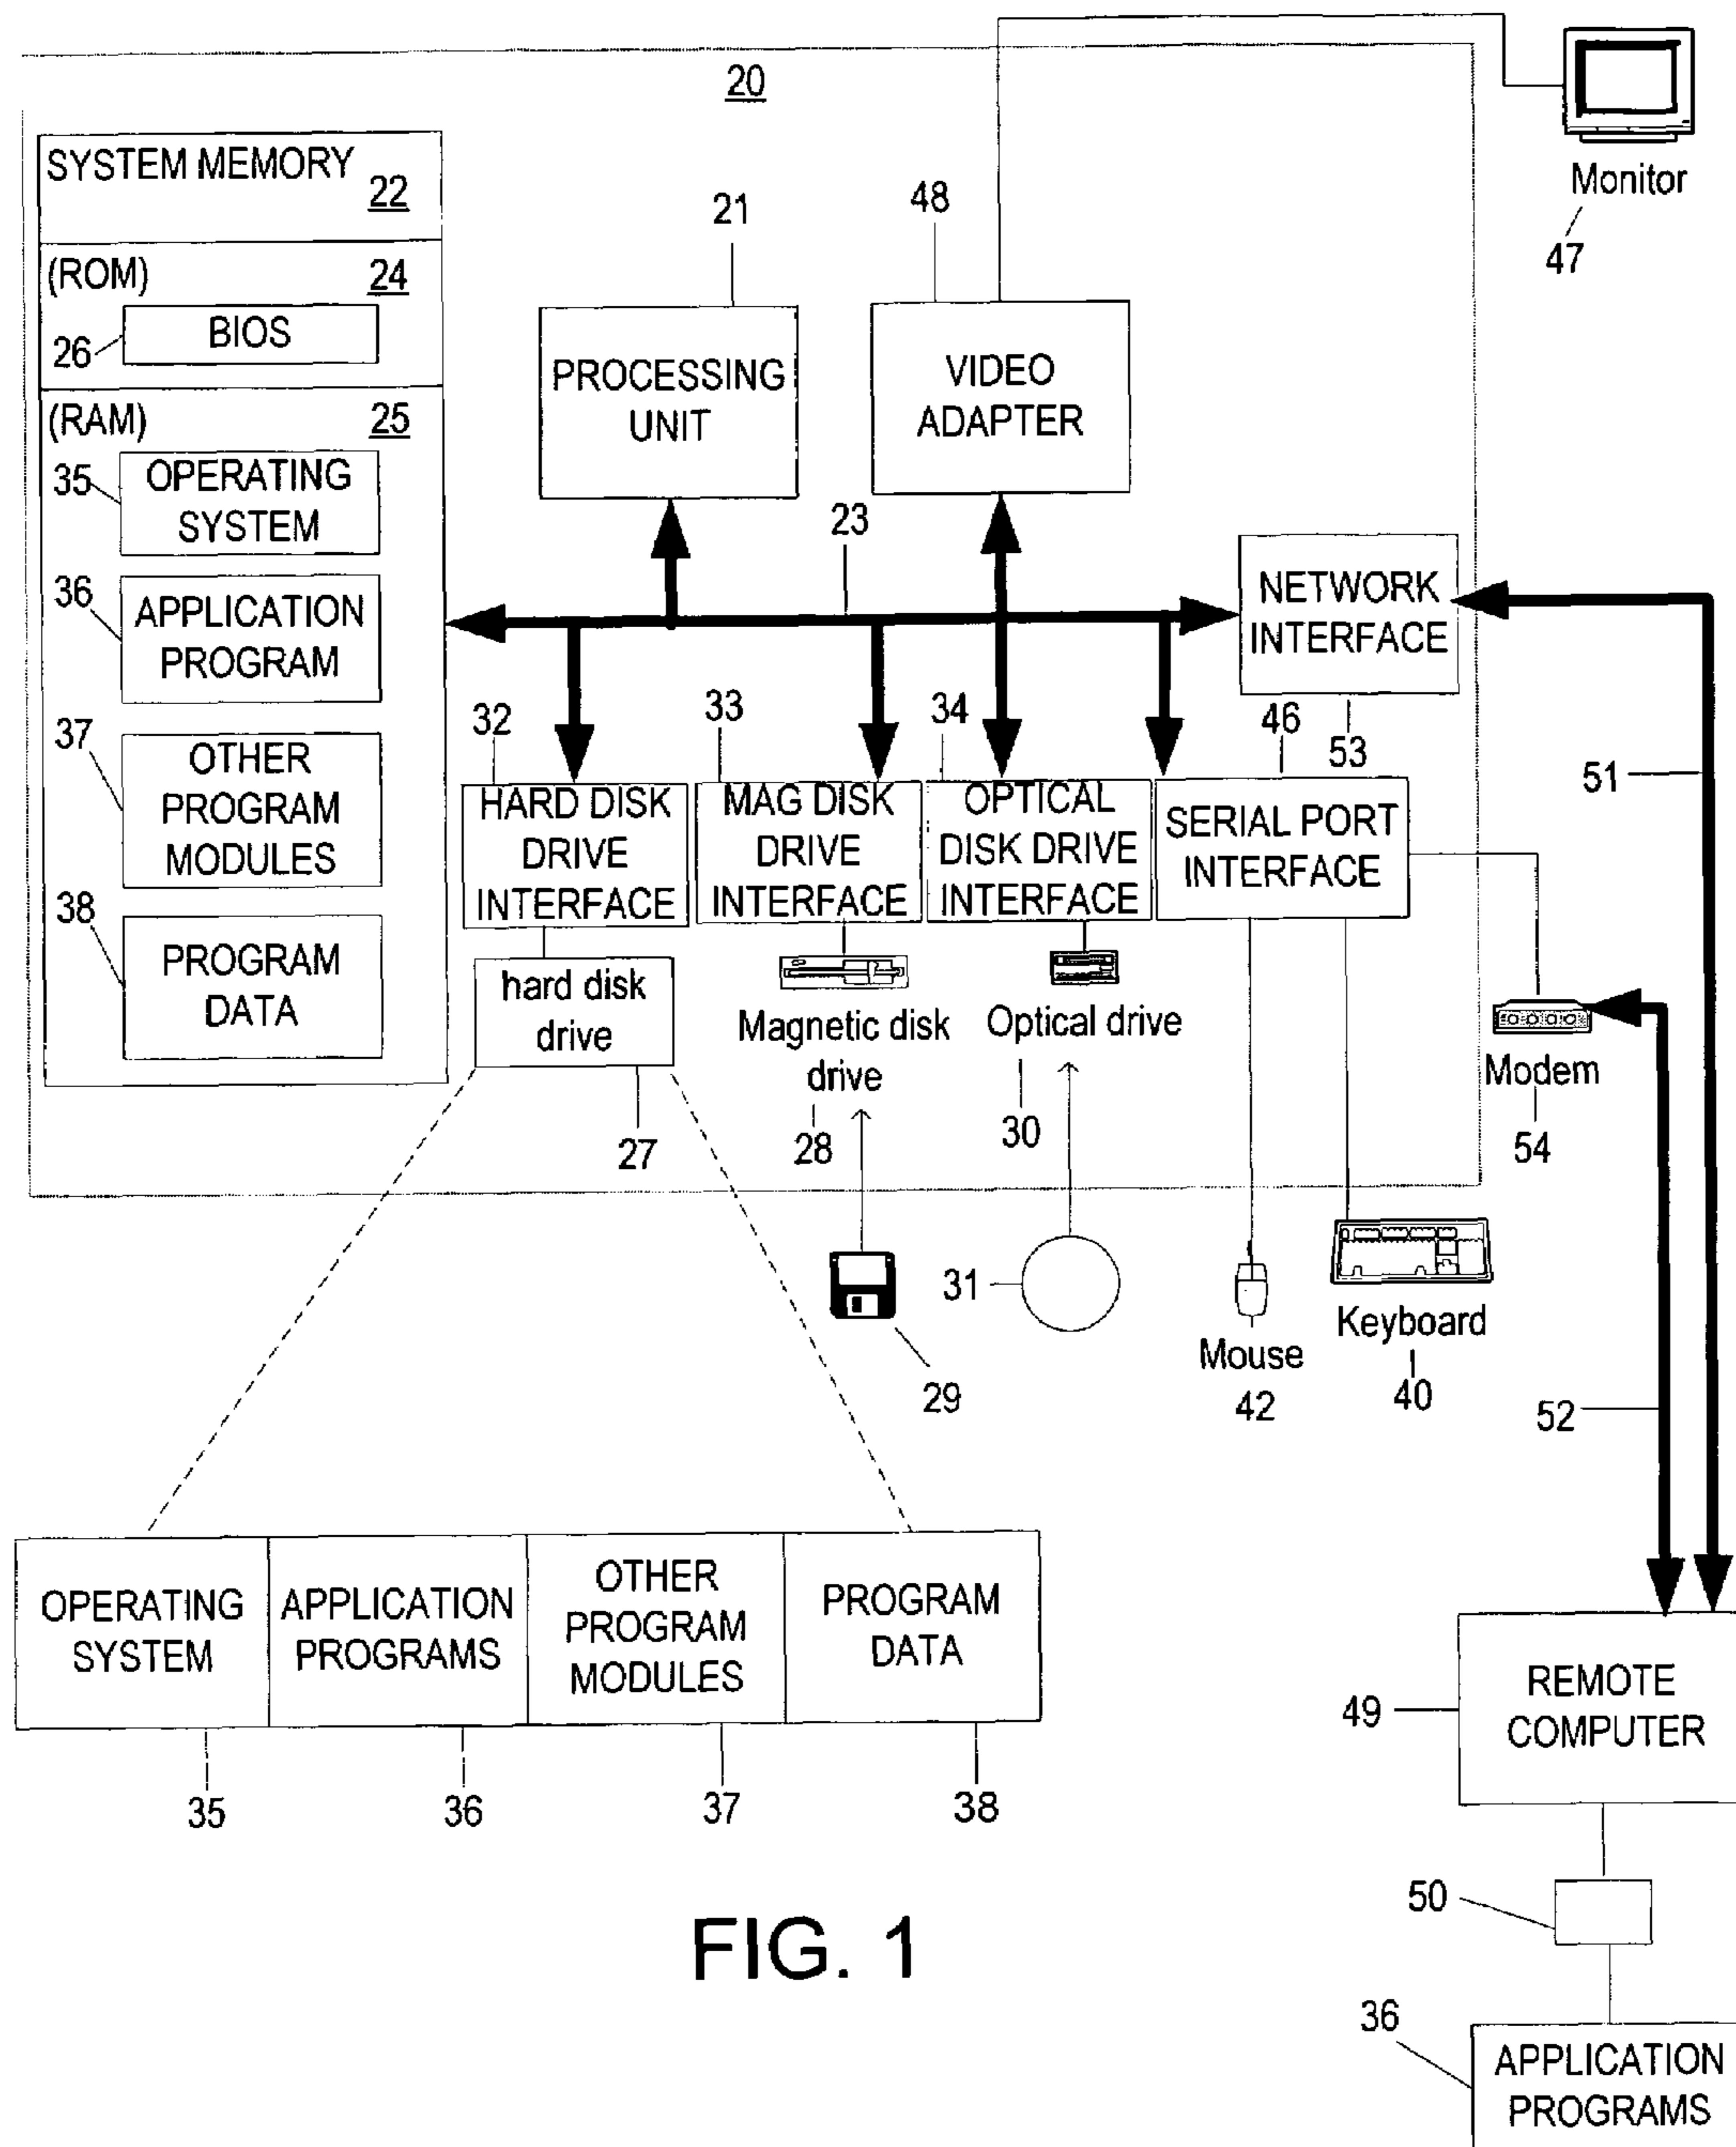 20
Monitor
47
SYSTEM MEMORY
22
(ROM)
24
BIOS
26
(RAM)
25
35
OPERATING
SYSTEM
36
APPLICATION
PROGRAM
37
OTHER
PROGRAM
MODULES
38
PROGRAM
DATA
21
PROCESSING
UNIT
48
VIDEO
ADAPTER
23
NETWORK
INTERFACE
53
51
32
HARD DISK
DRIVE
INTERFACE
33
MAG DISK
DRIVE
INTERFACE
34
OPTICAL
DISK DRIVE
INTERFACE
46
SERIAL PORT
INTERFACE
hard disk
drive
27
Magnetic disk
drive
28
Optical drive
30
Modem
54
29
31
Mouse
42
Keyboard
40
52
OPERATING
SYSTEM
APPLICATION
PROGRAMS
OTHER
PROGRAM
MODULES
PROGRAM
DATA
35
36
37
38
49
REMOTE
COMPUTER
50
36
APPLICATION
PROGRAMS
FIG. 1